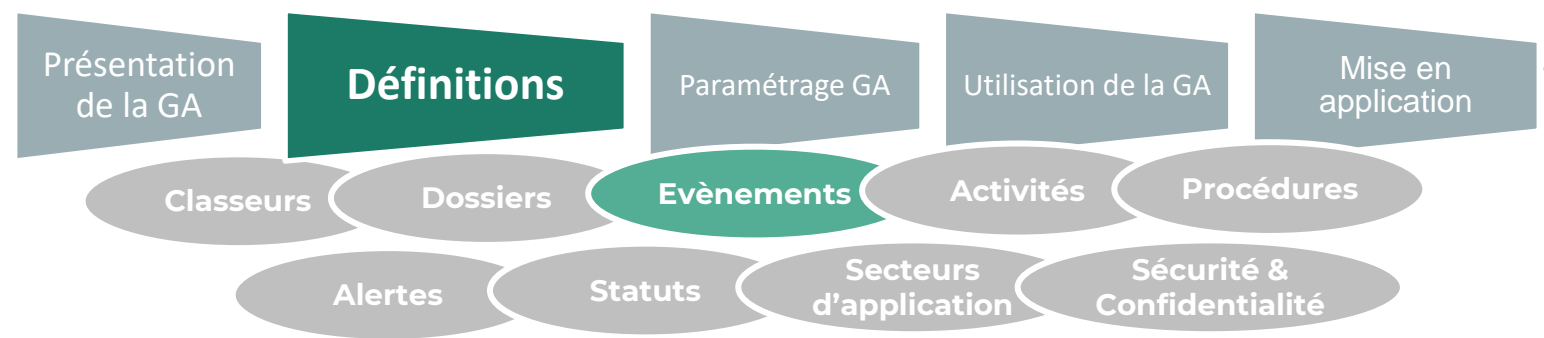 Présentation
de la GA
Définitions
Paramétrage GA
Utilisation de la GA
Mise en
application
Classeurs
Dossiers
Evènements
Activités
Procédures
Alertes
Statuts
Secteurs
d'application
Sécurité &
Confidentialité